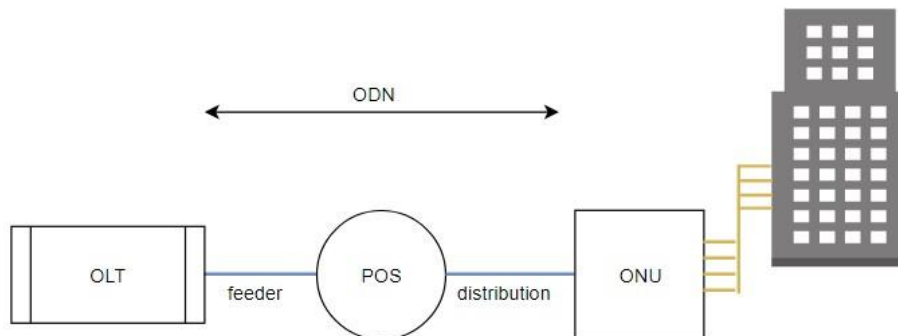 ODN
OLT
feeder
POS
distribution
ONU